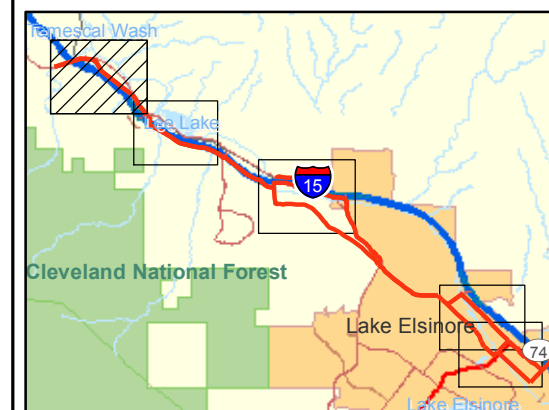 Temescal Wash
Lee Lake
15
Cleveland National Forest
Lake Elsinore
74
Lake Elsinore